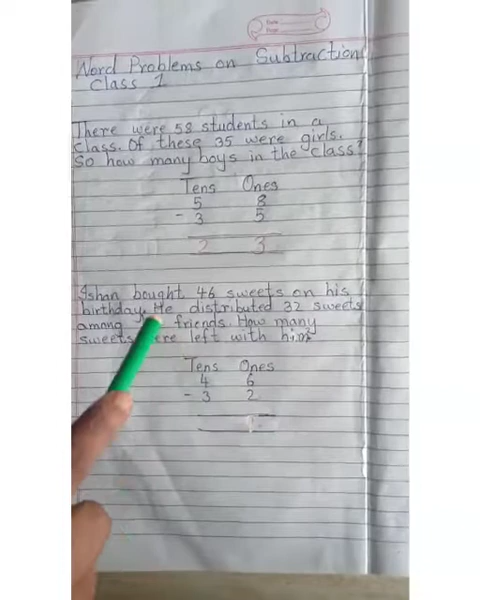 Date
Page
Word Problems on Subtraction
Class 1
There were 58 students in a
class. Of these 35 were girls.
So how many boys in the class?
Tens Ones
5 8
- 3 5
2 3
Ishan bought 46 sweets on his
birthday. He distributed 32 sweets
among friends. How many
sweets left with him
Tens Ones
4 6
- 3 2